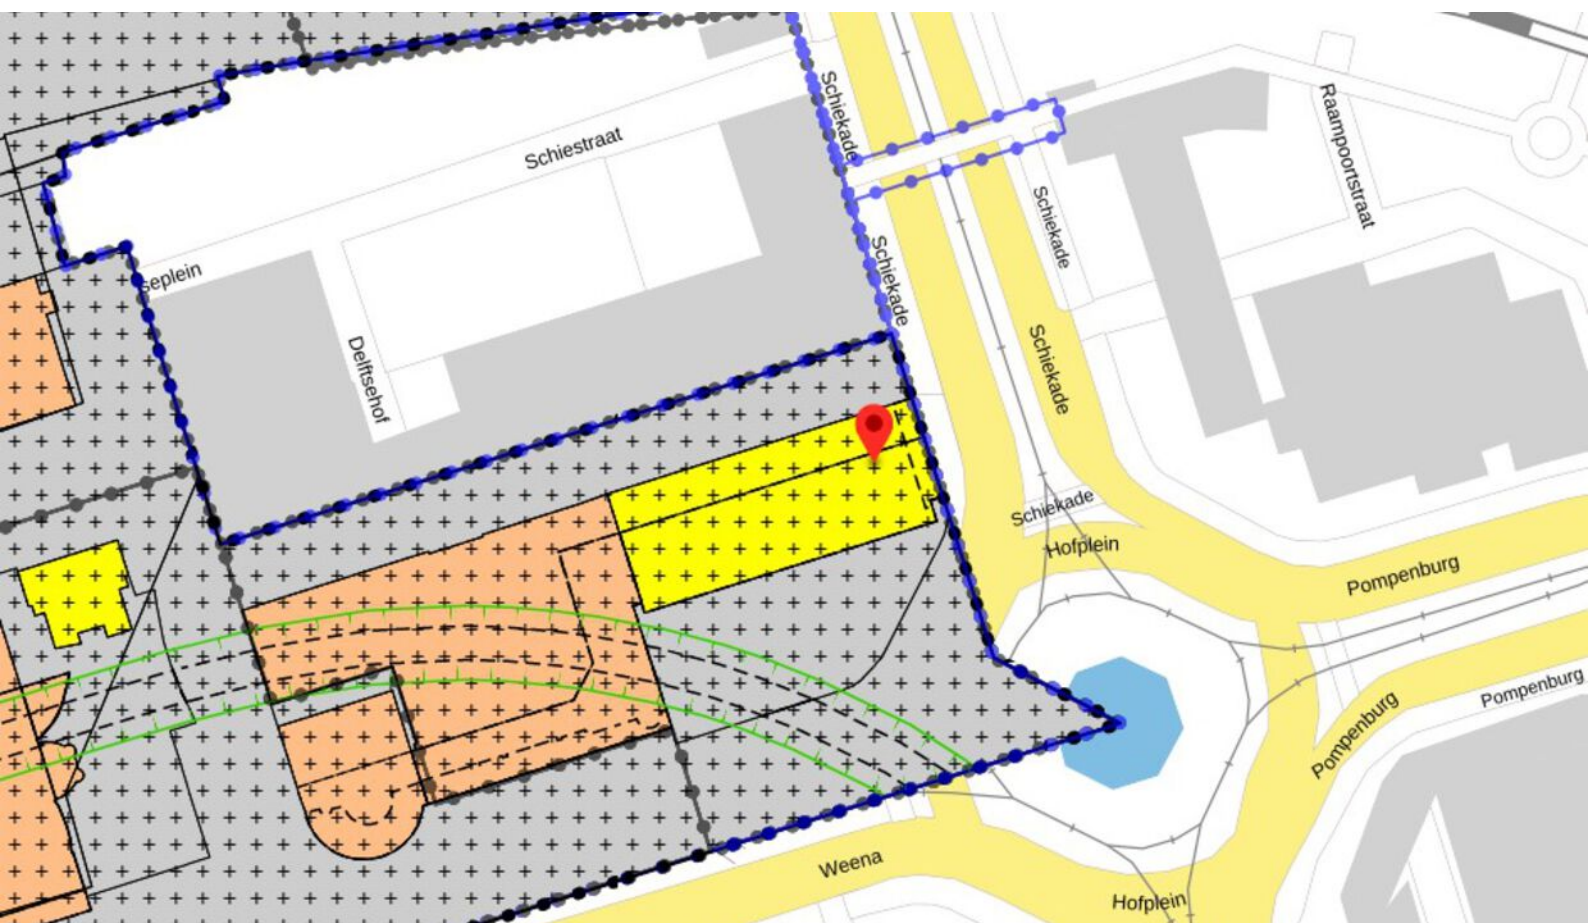 Schiekade
Raampoortstraat
Schiestraat
Schiekade
Schiekade
seplein
Schiekade
Delftsehof
Schiekade
Hofplein
Pompenburg
Pompenburg
Pompenburg
Weena
Hofplein